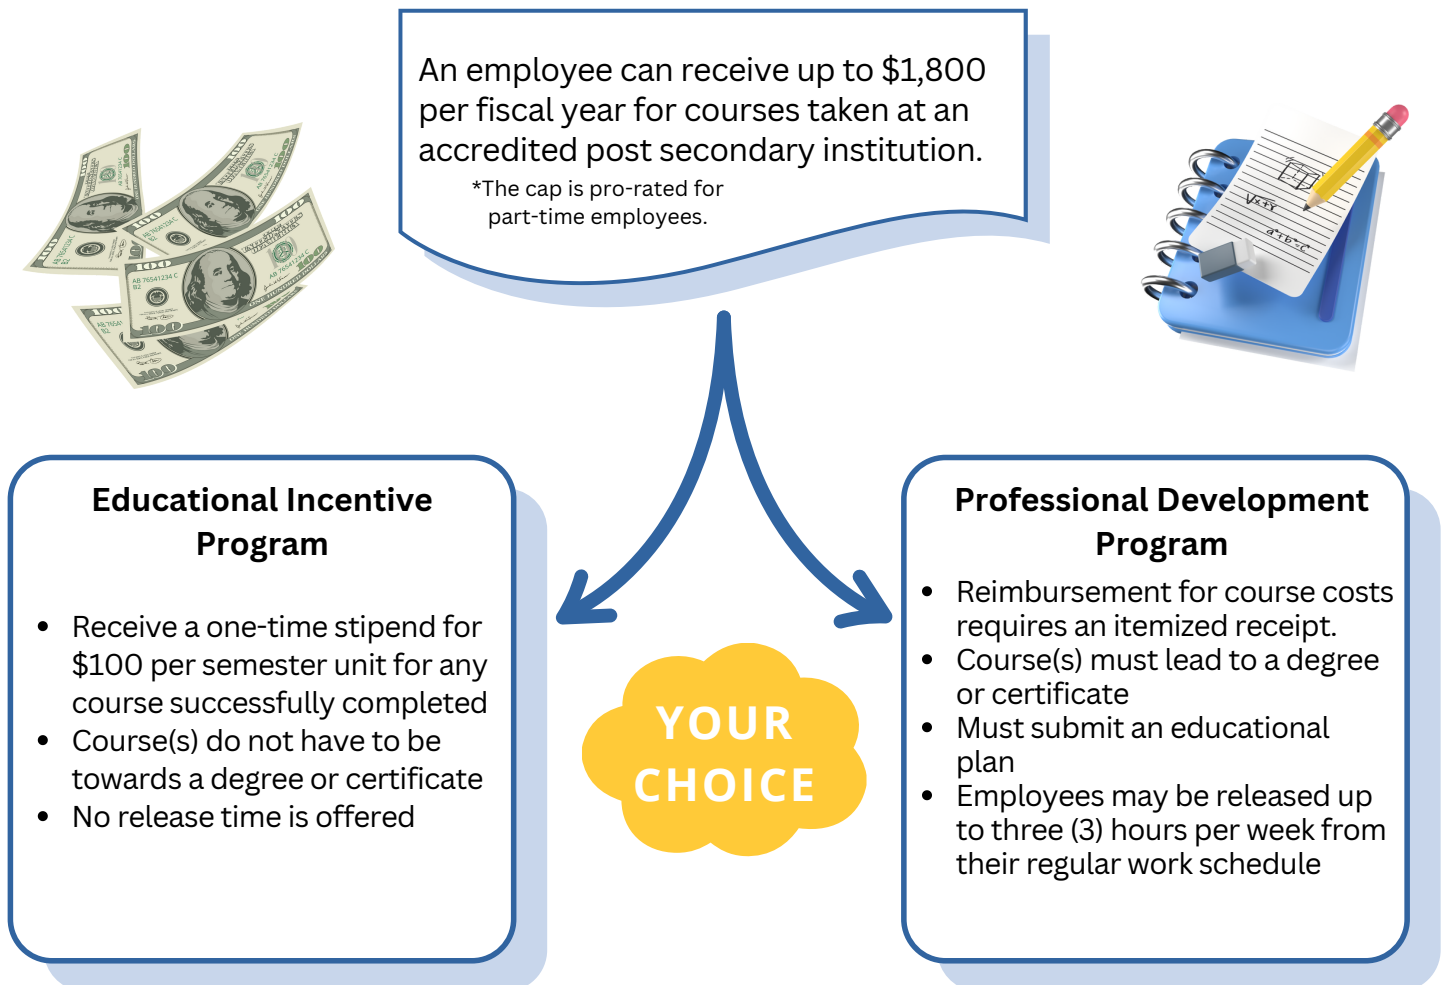 An employee can receive up to $1,800
per fiscal year for courses taken at an
accredited post secondary institution.
*The cap is pro-rated for
part-time employees.
Educational Incentive
Program
• Receive a one-time stipend for
$100 per semester unit for any
course successfully completed
• Course(s) do not have to be
towards a degree or certificate
• No release time is offered
YOUR
CHOICE
Professional Development
Program
• Reimbursement for course costs
requires an itemized receipt.
• Course(s) must lead to a degree
or certificate
• Must submit an educational
plan
• Employees may be released up
to three (3) hours per week from
their regular work schedule
100
AB 76541234 C
B2